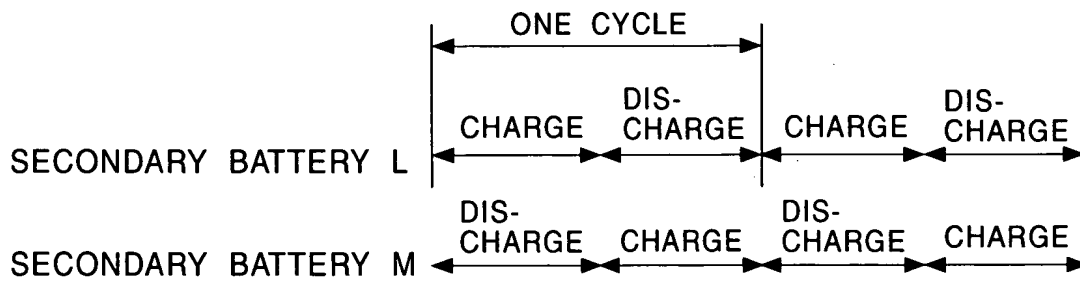 ONE CYCLE
CHARGE DIS-
CHARGE CHARGE DIS-
CHARGE
SECONDARY BATTERY L
DIS-
CHARGE CHARGE DIS-
CHARGE CHARGE
SECONDARY BATTERY M